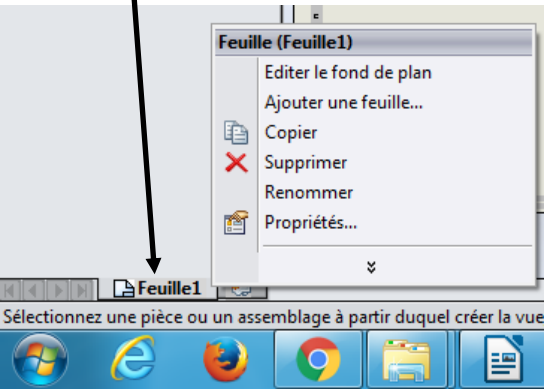 Feuille (Feuille1)
Editer le fond de plan
Ajouter une feuille...
Copier
Supprimer
Renommer
Propriétés...
Feuille1
Sélectionnez une pièce ou un assemblage à partir duquel créer la vue